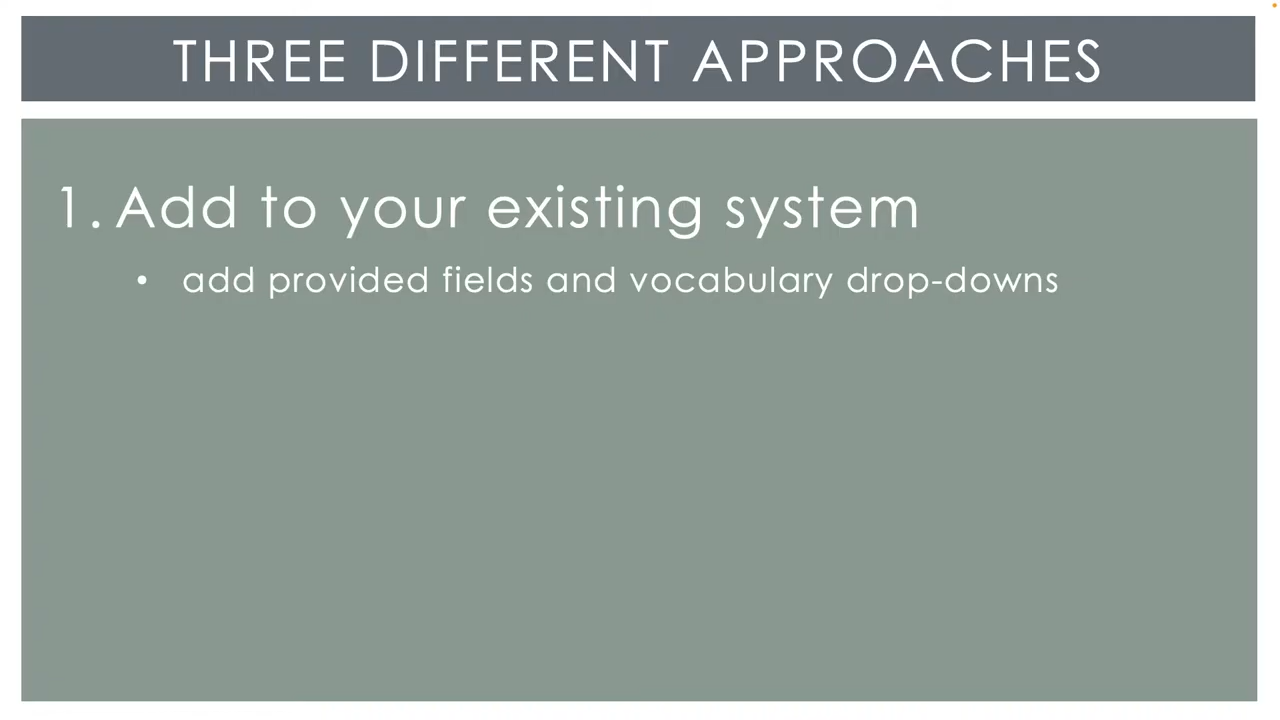 THREE DIFFERENT APPROACHES
1. Add to your existing system
• add provided fields and vocabulary drop-downs